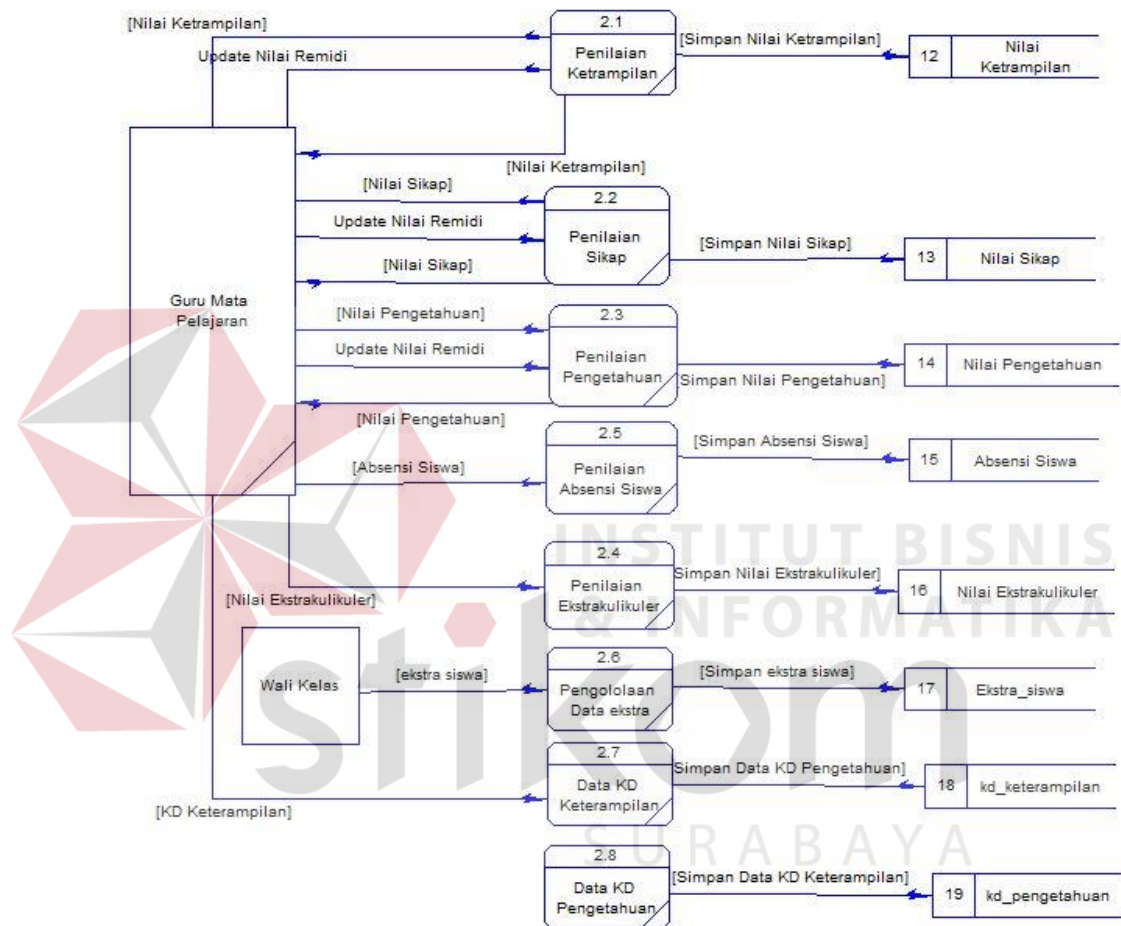 [Nilai Ketrampilan]
2.1
Penilaian
Ketrampilan
[Simpan Nilai Ketrampilan]
12
Nilai
Ketrampilan
Update Nilai Remidi
[Nilai Ketrampilan]
Guru Mata
Pelajaran
[Nilai Sikap]
2.2
Penilaian
Sikap
Update Nilai Remidi
[Simpan Nilai Sikap]
13
Nilai Sikap
[Nilai Sikap]
[Nilai Pengetahuan]
2.3
Penilaian
Pengetahuan
Update Nilai Remidi
[Simpan Nilai Pengetahuan]
14
Nilai Pengetahuan
[Nilai Pengetahuan]
2.5
Penilaian
Absensi Siswa
[Absensi Siswa]
[Simpan Absensi Siswa]
15
Absensi Siswa
2.4
Penilaian
Ekstrakulikuler
[Nilai Ekstrakulikuler]
Simpan Nilai Ekstrakulikuler]
16
Nilai Ekstrakulikuler
Wali Kelas
[ekstra siswa]
2.6
Pengololaan
Data ekstra
[Simpan ekstra siswa]
17
Ekstra_siswa
2.7
Data KD
Keterampilan
[KD Keterampilan]
Simpan Data KD Pengetahuan]
18
kd_keterampilan
2.8
Data KD
Pengetahuan
[Simpan Data KD Keterampilan]
19
kd_pengetahuan
INSTITUT BISNIS
& INFORMATIKA
stikom
SURABAYA